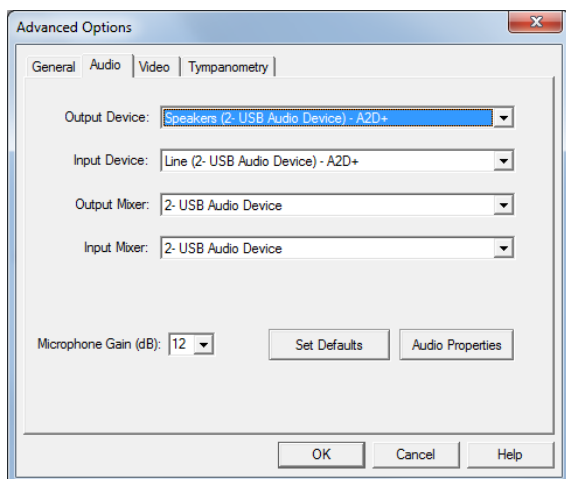 Advanced Options
General Audio Video Tympanometry
Output Device: Speakers (2- USB Audio Device) - A2D+
Input Device: Line (2- USB Audio Device) - A2D+
Output Mixer: 2- USB Audio Device
Input Mixer: 2- USB Audio Device
Microphone Gain (dB): 12 Set Defaults Audio Properties
OK Cancel Help